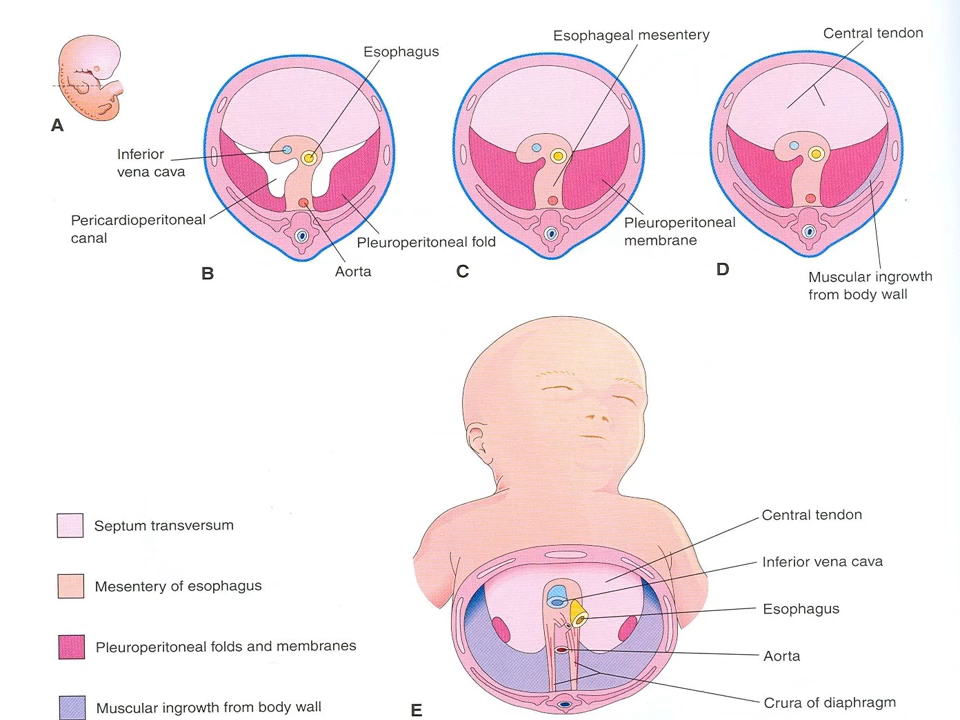 Esophagus
Esophageal mesentery
Central tendon
A
Inferior
vena cava
Pericardioperitoneal
canal
Pleuroperitoneal fold
Aorta
B
Pleuroperitoneal
membrane
C
Muscular ingrowth
from body wall
D
Septum transversum
Mesentery of esophagus
Pleuroperitoneal folds and membranes
Muscular ingrowth from body wall
Central tendon
Inferior vena cava
Esophagus
Aorta
Crura of diaphragm
E